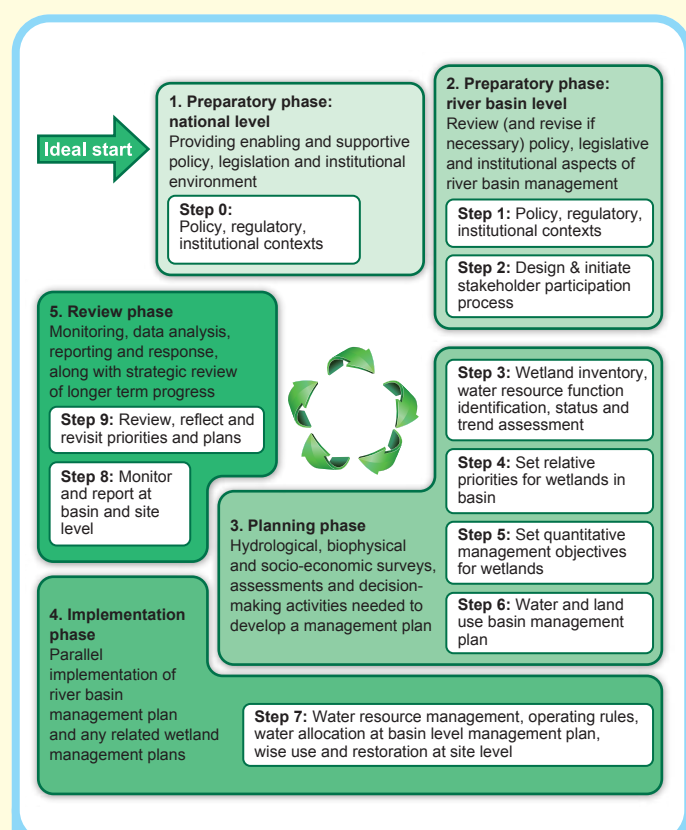 Ideal start
1. Preparatory phase:
national level
Providing enabling and supportive
policy, legislation and institutional
environment
Step 0:
Policy, regulatory,
institutional contexts
2. Preparatory phase:
river basin level
Review (and revise if
necessary) policy, legislative
and institutional aspects of
river basin management
Step 1: Policy, regulatory,
institutional contexts
Step 2: Design & initiate
stakeholder participation
process
Step 3: Wetland inventory,
water resource function
identification, status and
trend assessment
Step 4: Set relative
priorities for wetlands in
basin
Step 5: Set quantitative
management objectives
for wetlands
Step 6: Water and land
use basin management
plan
3. Planning phase
Hydrological, biophysical
and socio-economic surveys,
assessments and decision-
making activities needed to
develop a management plan
4. Implementation
phase
Parallel
implementation of
river basin
management plan
and any related wetland
management plans
Step 7: Water resource management, operating rules,
water allocation at basin level management plan,
wise use and restoration at site level
5. Review phase
Monitoring, data analysis,
reporting and response,
along with strategic review
of longer term progress
Step 9: Review, reflect and
revisit priorities and plans
Step 8: Monitor
and report at
basin and site
level